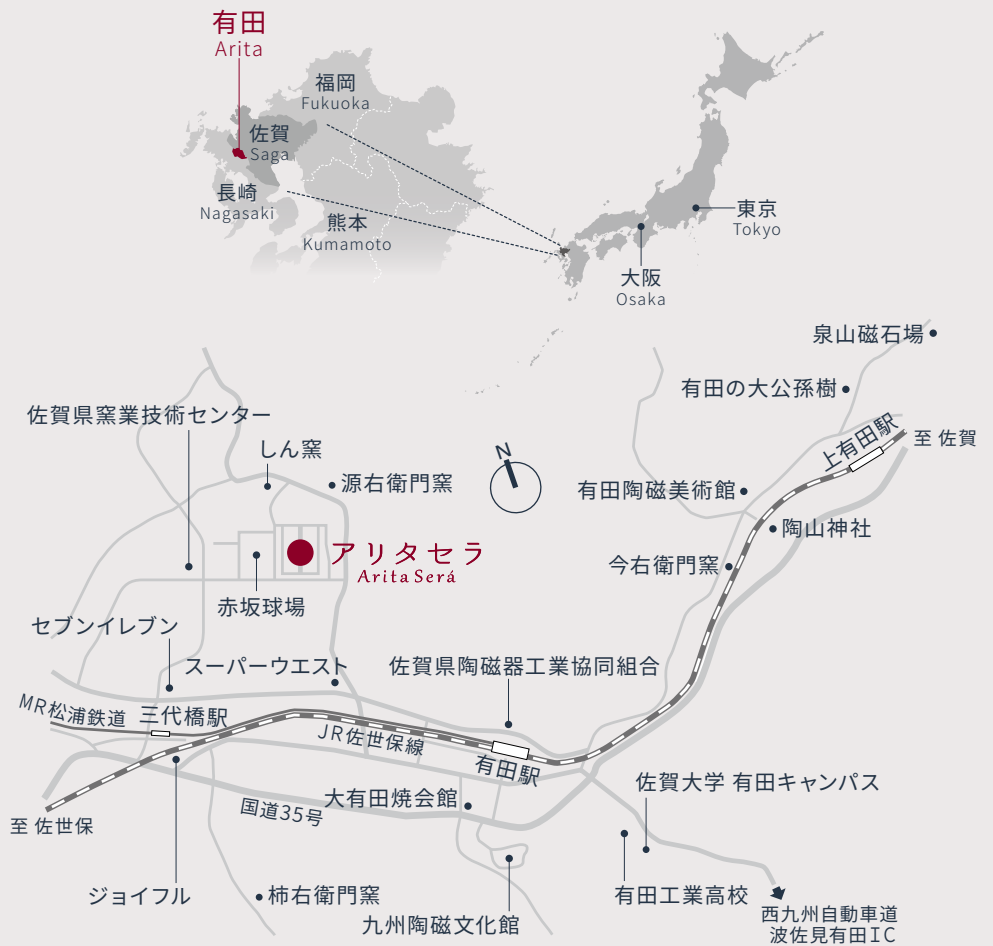 有田
Arita
福岡
Fukuoka
佐賀
Saga
長崎
Nagasaki
熊本
Kumamoto
東京
Tokyo
大阪
Osaka
泉山磁石場
有田の大公孫樹
佐賀県窯業技術センター
上有田駅
至 佐賀
しん窯
N
源右衛門窯
有田陶磁美術館
陶山神社
アリタセラ
Arita Será
今右衛門窯
赤坂球場
セブンイレブン
スーパーウエスト
佐賀県陶磁器工業協同組合
MR松浦鉄道
三代橋駅
JR佐世保線
有田駅
佐賀大学 有田キャンパス
大有田焼会館
国道35号
至 佐世保
ジョイフル
柿右衛門窯
有田工業高校
九州陶磁文化館
西九州自動車道
波佐見有田IC